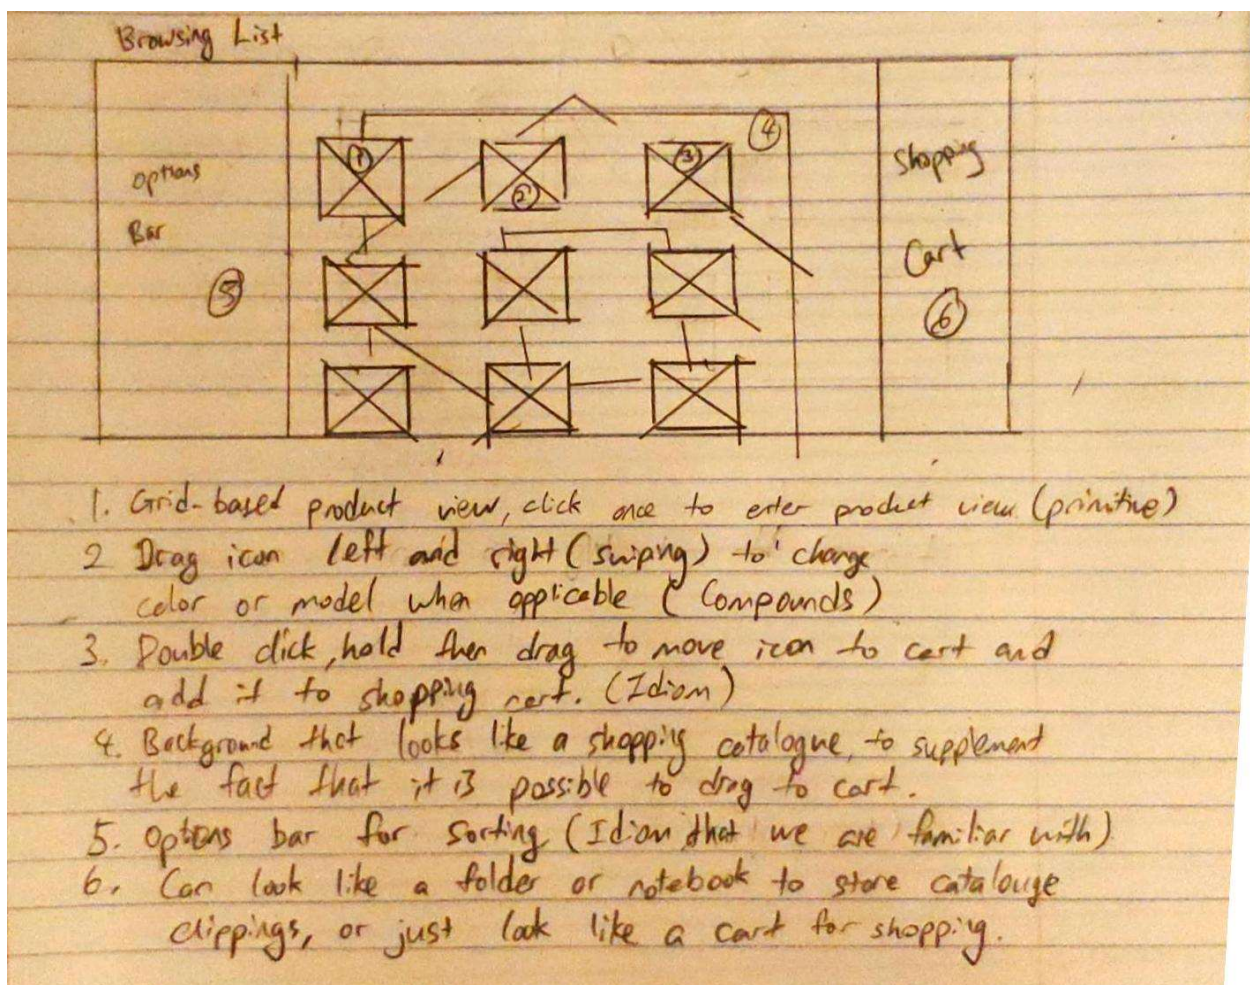 Browsing List
Options
Bar
5
1
2
3
4
Shopping
Cart
6
1. Grid-based product view, click once to enter product view (primitive)
2 Drag icon left and right (swiping) to change
color or model when applicable (Compounds)
3. Double click, hold then drag to move icon to cart and
add it to shopping cart. (Idiom)
4. Background that looks like a shopping catalogue, to supplement
the fact that it is possible to drag to cart.
5. Options bar for sorting (Idiom that we are familiar with)
6. Can look like a folder or notebook to store catalouge
clippings, or just look like a cart for shopping.